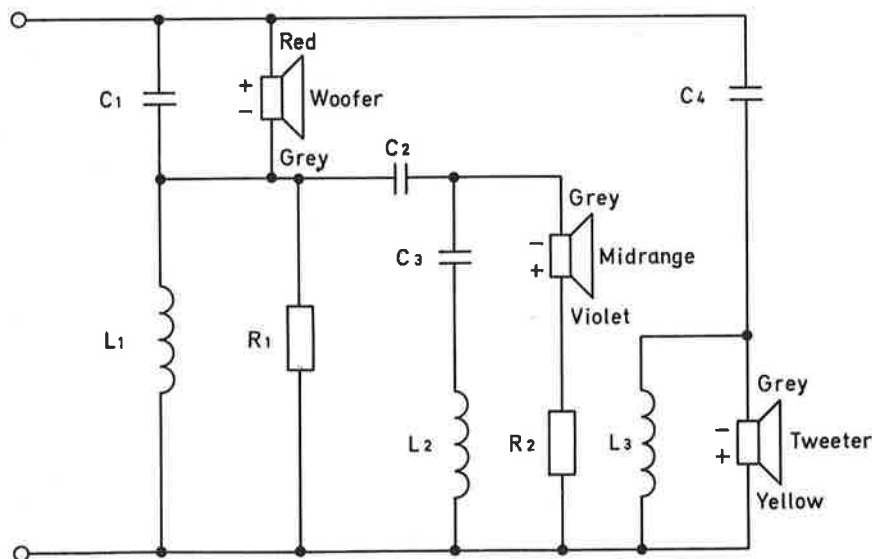 Red
+
C1
- Woofer
C4
Grey
C2
Grey
-
C3
Midrange
+
Violet
L1
R1
Grey
L2
R2
L3
-
Tweeter
+
Yellow